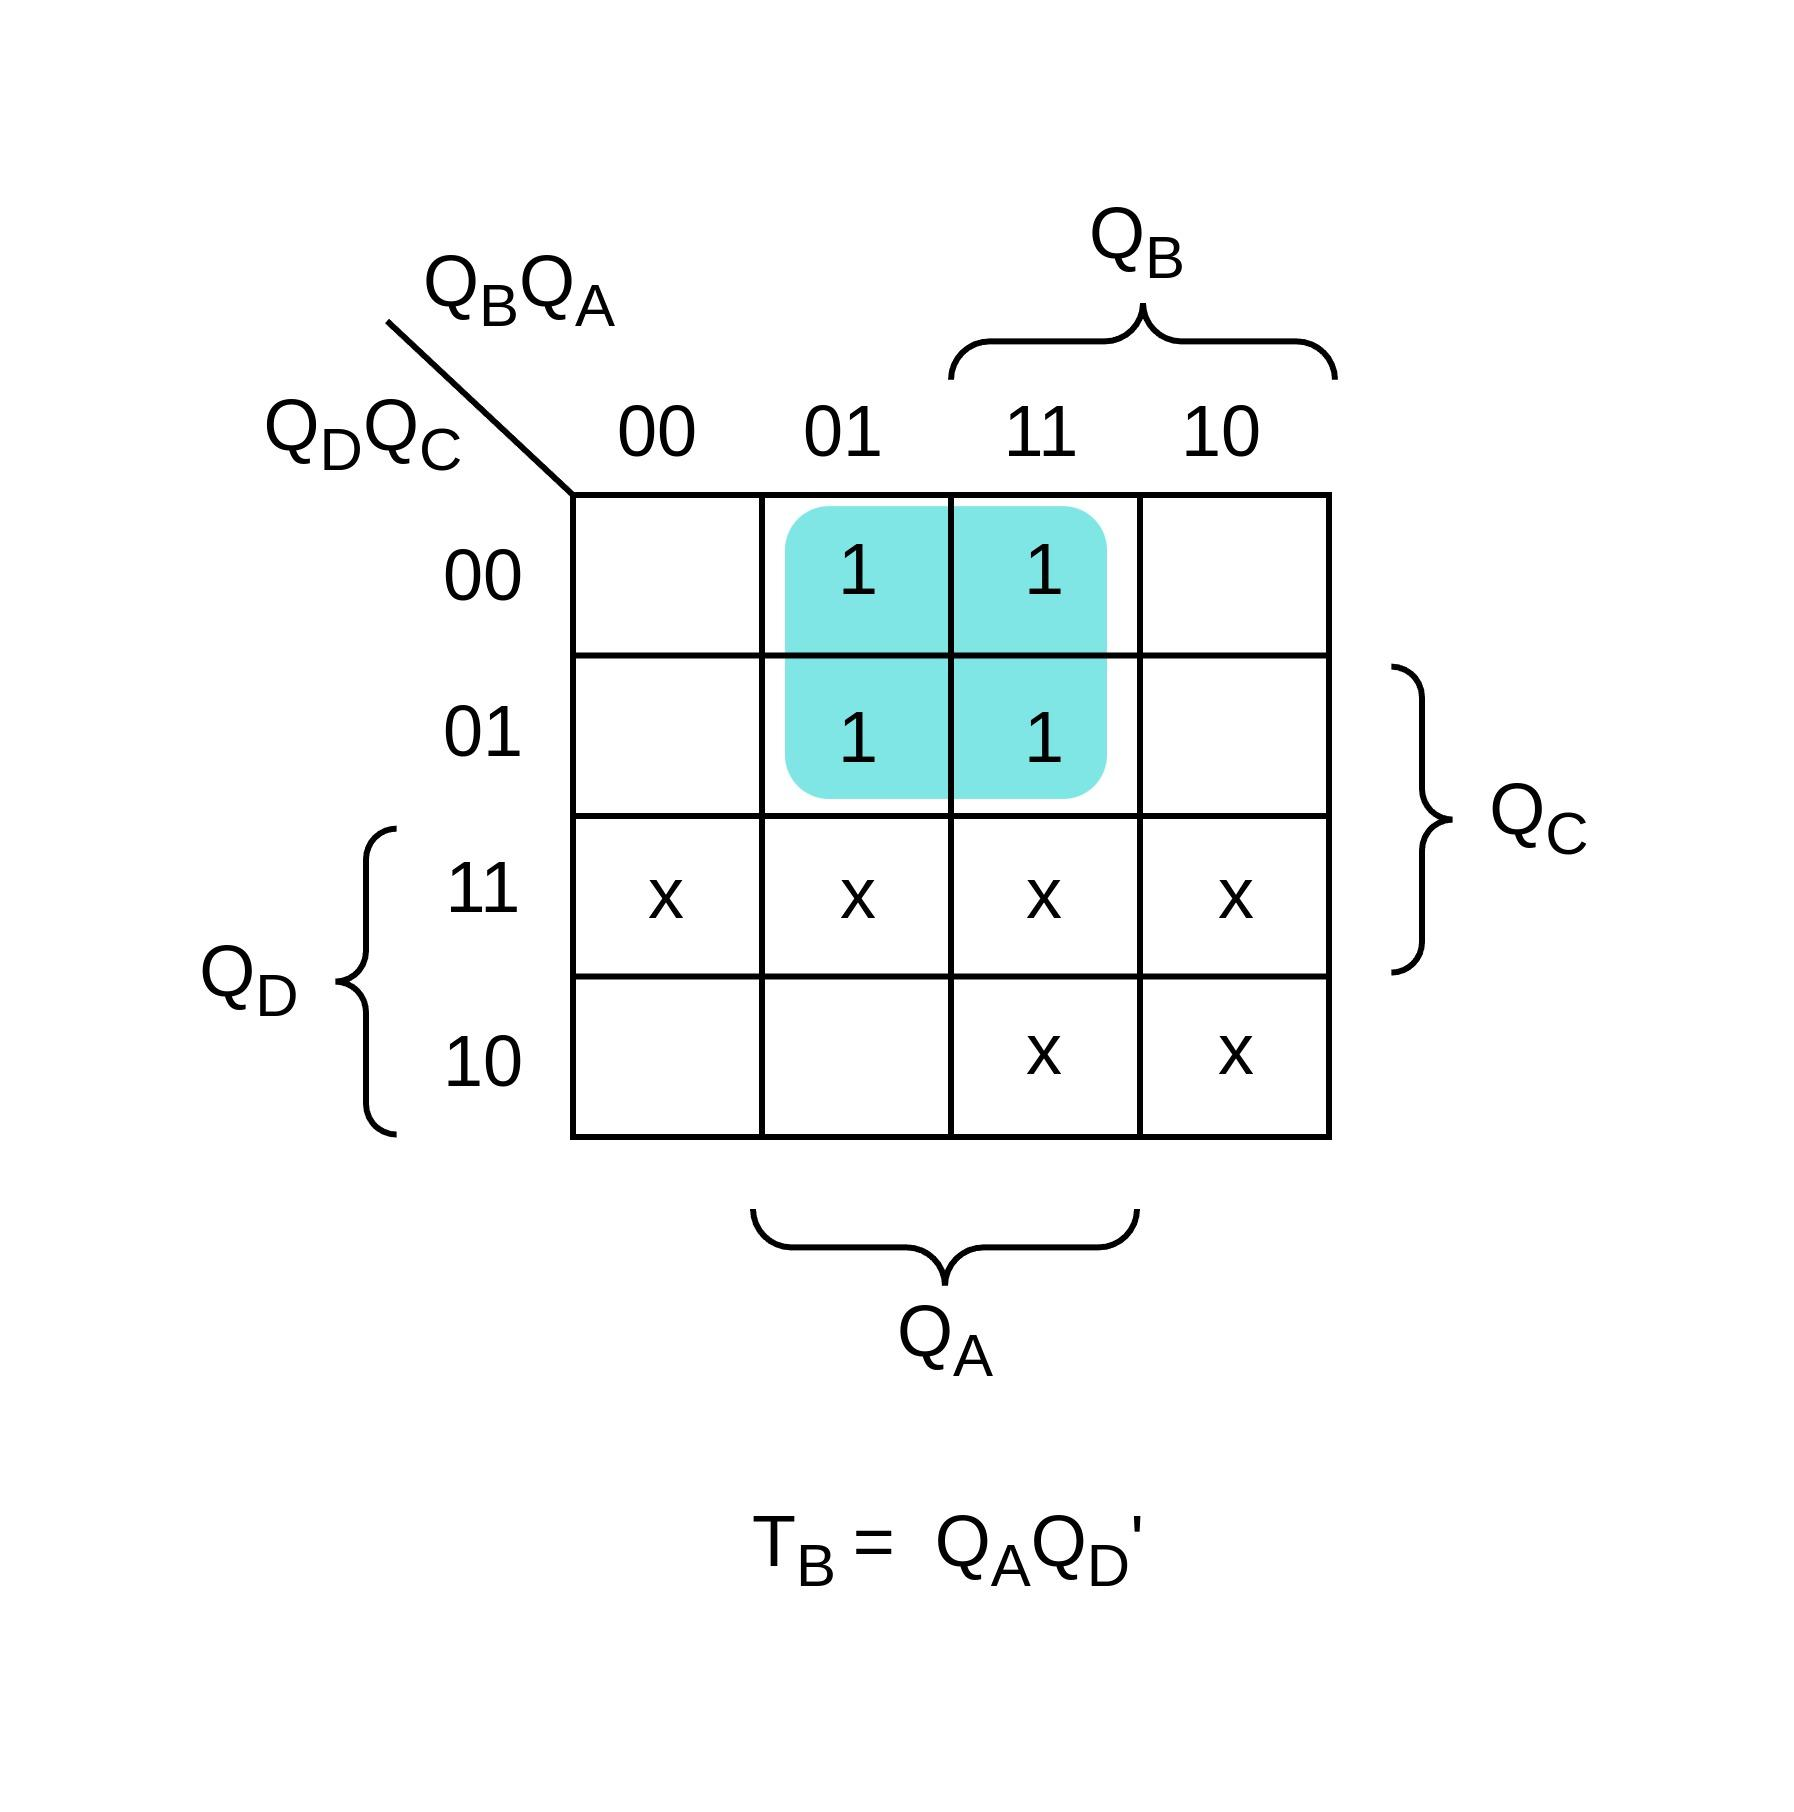 Q_B
Q_BQ_A
Q_DQ_C
00 01 11 10
00 1 1
01 1 1
Q_C
11 x x x x
Q_D
10 x x
Q_A
T_B = Q_AQ_D'